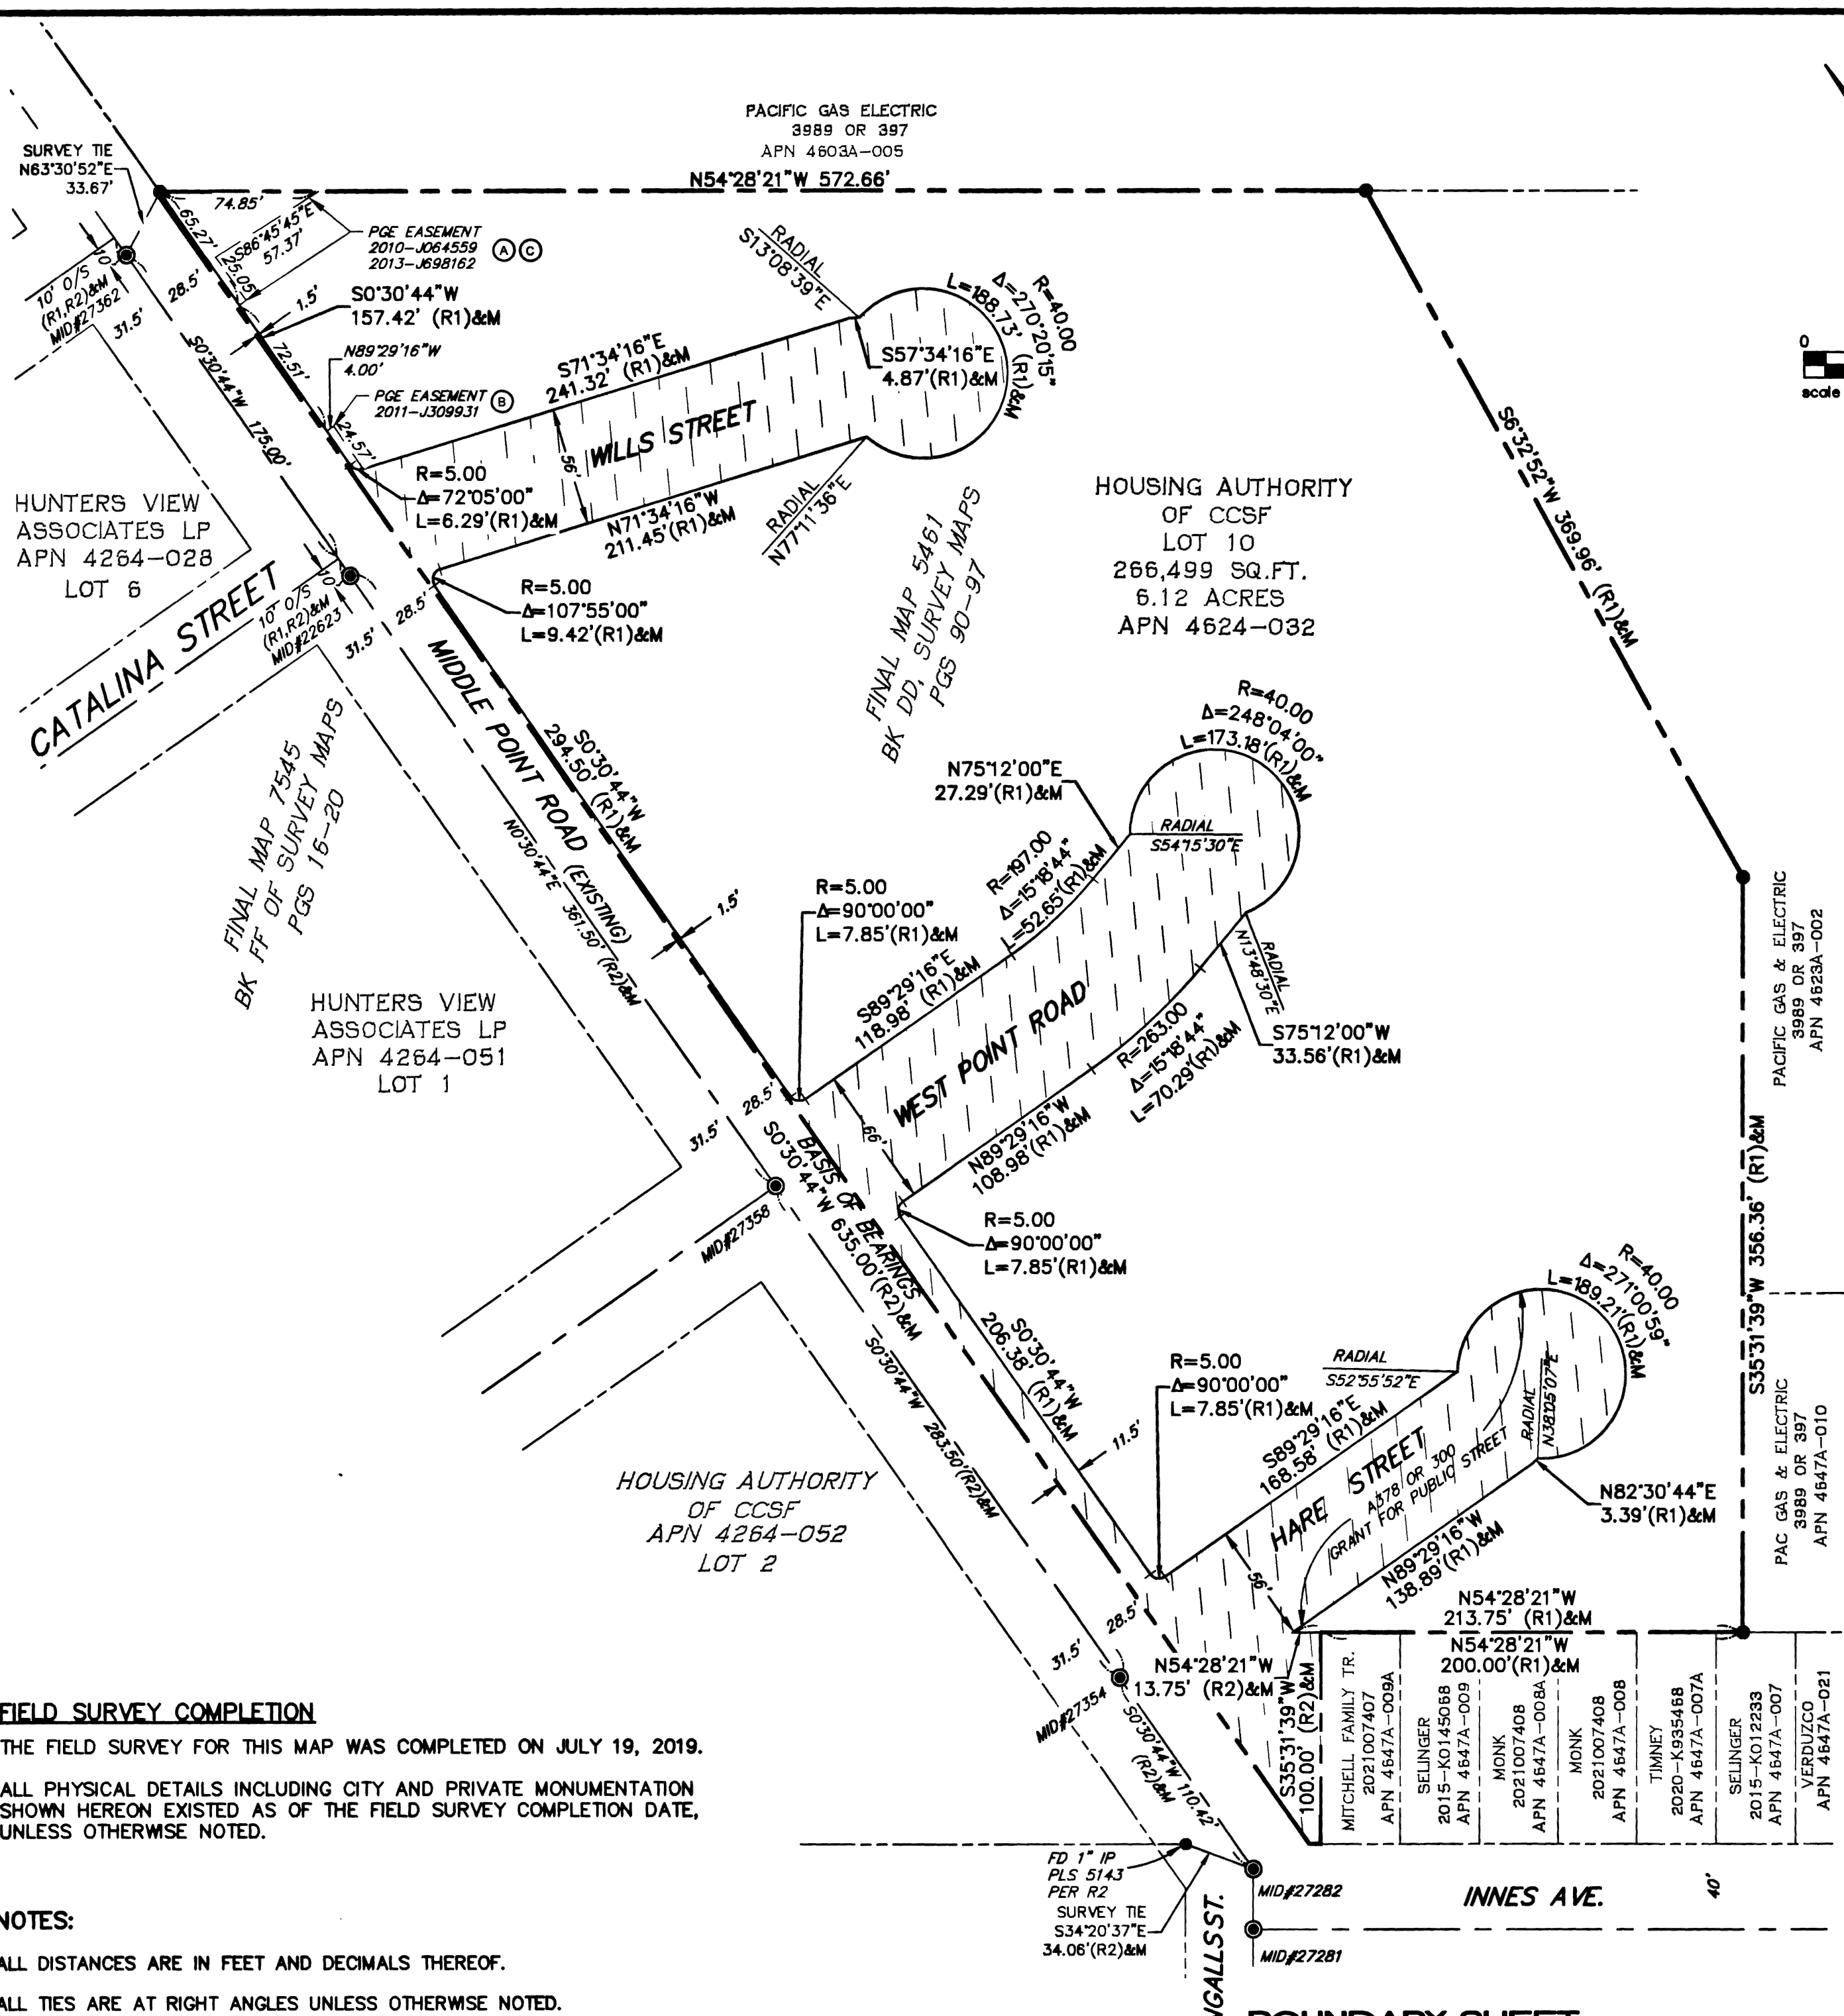 PACIFIC GAS ELECTRIC
3989 OR 397
APN 4603A-005
N54°28'21"W 572.66'
SURVEY TIE
N63°30'52"E
33.67'
74.85'
65.27'
S86°45'45"E
57.37'
25.05'
PGE EASEMENT
2010-J064559
2013-J698162
A C
10' O/S
(R1,R2)&M
MID#27362
10
28.5'
31.5'
1.5'
S0°30'44"W
157.42' (R1)&M
72.51'
N89°29'16"W
4.00'
PGE EASEMENT
2011-J309931
B
24.57'
S0°30'44"W 175.00'
RADIAL
S13°08'39"E
R=40.00
Δ=270°20'15"
L=188.73' (R1)&M
S57°34'16"E
4.87'(R1)&M
S71°34'16"E
241.32' (R1)&M
WILLS STREET
56'
R=5.00
Δ=72°05'00"
L=6.29'(R1)&M
N71°34'16"W
211.45'(R1)&M
RADIAL
N77°11'36"E
R=5.00
Δ=107°55'00"
L=9.42'(R1)&M
0
scale
S6°32'52"W 369.96' (R1)&M
HOUSING AUTHORITY
OF CCSF
LOT 10
266,499 SQ.FT.
6.12 ACRES
APN 4624-032
FINAL MAP 5461
BK DD, SURVEY MAPS
PGS 90-97
HUNTERS VIEW
ASSOCIATES LP
APN 4264-028
LOT 6
CATALINA STREET
10' O/S
(R1,R2)&M
MID#22623
10
28.5'
31.5'
MIDDLE POINT ROAD (EXISTING)
S0°30'44"W
294.50' (R1)&M
N0°30'44"E 361.50' (R2)&M
1.5'
FINAL MAP 7545
BK FF OF SURVEY MAPS
PGS 16-20
HUNTERS VIEW
ASSOCIATES LP
APN 4264-051
LOT 1
R=40.00
Δ=248°04'00"
L=173.18'(R1)&M
N75°12'00"E
27.29'(R1)&M
RADIAL
S54°15'30"E
R=197.00
Δ=15°18'44"
L=52.65'(R1)&M
R=5.00
Δ=90°00'00"
L=7.85'(R1)&M
S89°29'16"E
118.98' (R1)&M
WEST POINT ROAD
66'
RADIAL
N13°48'30"E
R=263.00
Δ=15°18'44"
L=70.29'(R1)&M
S75°12'00"W
33.56'(R1)&M
N89°29'16"W
108.98'(R1)&M
28.5'
31.5'
MID#27358
BASIS OF BEARINGS
S0°30'44"W 635.00'(R2)&M
R=5.00
Δ=90°00'00"
L=7.85'(R1)&M
S0°30'44"W
206.38' (R1)&M
11.5'
S0°30'44"W 283.50'(R2)&M
PACIFIC GAS & ELECTRIC
3989 OR 397
APN 4623A-002
S35°31'39"W 356.36' (R1)&M
PAC GAS & ELECTRIC
3989 OR 397
APN 4647A-010
R=40.00
Δ=271°00'59"
L=189.21'(R1)&M
RADIAL
S52°55'52"E
RADIAL
N38°05'07"E
R=5.00
Δ=90°00'00"
L=7.85'(R1)&M
S89°29'16"E
168.58' (R1)&M
HARE STREET
A378 OR 300
GRANT FOR PUBLIC STREET
N82°30'44"E
3.39'(R1)&M
N89°29'16"W
138.89'(R1)&M
56'
HOUSING AUTHORITY
OF CCSF
APN 4264-052
LOT 2
N54°28'21"W
213.75' (R1)&M
N54°28'21"W
200.00'(R1)&M
28.5'
31.5'
N54°28'21"W
13.75' (R2)&M
MID#27354
S35°31'39"W
100.00' (R2)&M
S0°30'44"W 110.42'
(R2)&M
MITCHELL FAMILY TR.
2021007407
APN 4647A-009A
SELINGER
2015-K0145068
APN 4647A-009
MONK
2021007408
APN 4647A-008A
MONK
2021007408
APN 4647A-008
TIMNEY
2020-K935468
APN 4647A-007A
SELINGER
2015-K012233
APN 4647A-007
VERDUZCO
APN 4647A-021
FIELD SURVEY COMPLETION
THE FIELD SURVEY FOR THIS MAP WAS COMPLETED ON JULY 19, 2019.
ALL PHYSICAL DETAILS INCLUDING CITY AND PRIVATE MONUMENTATION
SHOWN HEREON EXISTED AS OF THE FIELD SURVEY COMPLETION DATE,
UNLESS OTHERWISE NOTED.
FD 1" IP
PLS 5143
PER R2
SURVEY TIE
S34°20'37"E
34.06'(R2)&M
MID#27282
MID#27281
INNES AVE.
40'
NGALLS ST.
NOTES:
ALL DISTANCES ARE IN FEET AND DECIMALS THEREOF.
ALL TIES ARE AT RIGHT ANGLES UNLESS OTHERWISE NOTED.
BOUNDARY SHEET